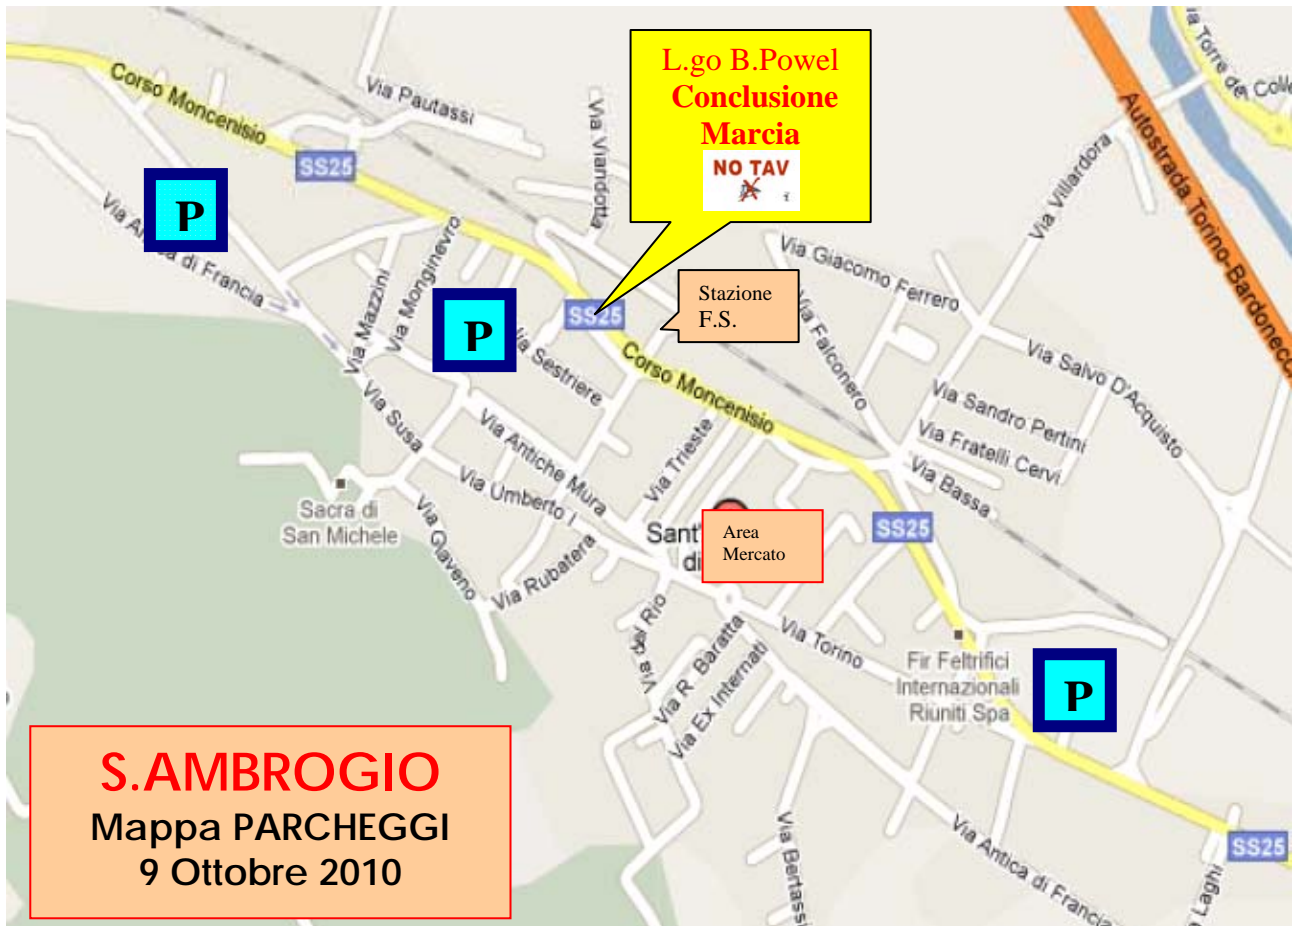 L.go B.Powel
Conclusione
Marcia
NO TAV
Corso Moncenisio
Via Pautassi
Via Viandotta
SS25
P
Via
di Francia
Via Mazzini
Via Monginevro
P
Via Sestriere
SS25
Stazione
F.S.
Corso Moncenisio
Via Giacomo Ferrero
Via Falconero
Via Villardora
Via Torre del Colle
Autostrada Torino-Bardonecc
Via Salvo D'Acquisto
Via Sandro Pertini
Via Fratelli Cervi
Via Bassa
SS25
Via Susa
Via Antiche Mura
Via Umberto I
Via Trieste
Sacra di
San Michele
Via Giaveno
Via Rubatera
Sant'
di
Area
Mercato
Via del Rio
Via R. Baratta
Via Ex Internati
Via Torino
Fir Feltrifici
Internazionali
Riuniti Spa
P
Via Bertassi
Via Antica di Francia
Via Laghi
SS25
S.AMBROGIO
Mappa PARCHEGGI
9 Ottobre 2010